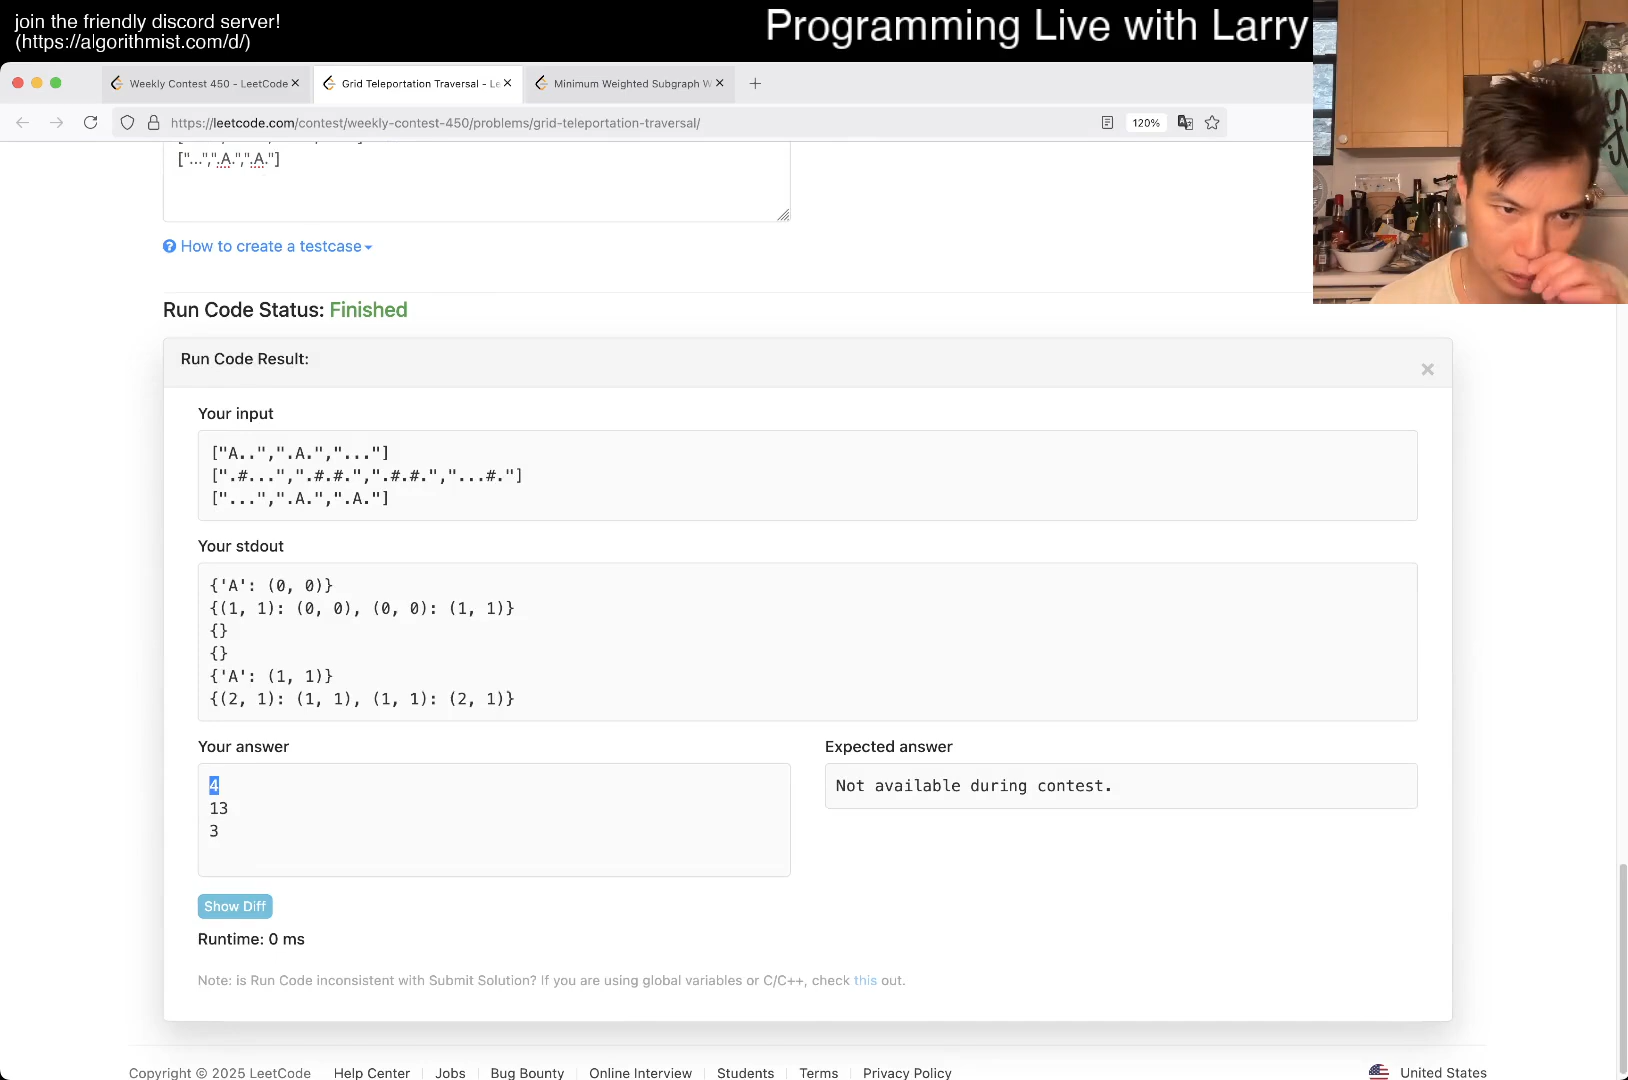 join the friendly discord server!
(https://algorithmist.com/d/)
Programming Live with Larry
Weekly Contest 450 - LeetCode
Grid Teleportation Traversal - Le
Minimum Weighted Subgraph W
https://leetcode.com/contest/weekly-contest-450/problems/grid-teleportation-traversal/
120%
["...",".A.",".A."]
How to create a testcase
Run Code Status: Finished
Run Code Result:
Your input
["A..",".A.","..."]
[".#...",".#.#.",".#.#.","...#."]
["...",".A.",".A."]
Your stdout
{'A': (0, 0)}
{(1, 1): (0, 0), (0, 0): (1, 1)}
{}
{}
{'A': (1, 1)}
{(2, 1): (1, 1), (1, 1): (2, 1)}
Your answer
4
13
3
Expected answer
Not available during contest.
Show Diff
Runtime: 0 ms
Note: is Run Code inconsistent with Submit Solution? If you are using global variables or C/C++, check this out.
Copyright © 2025 LeetCode Help Center Jobs Bug Bounty Online Interview Students Terms Privacy Policy United States